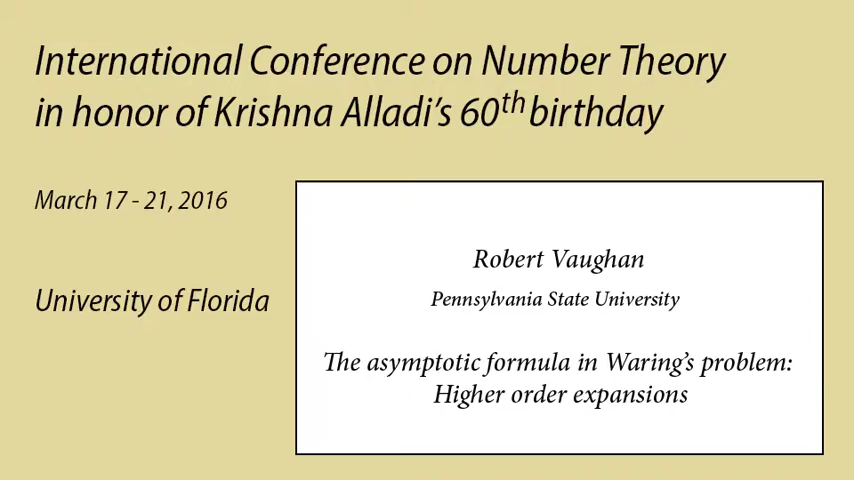 International Conference on Number Theory
in honor of Krishna Alladi's 60th birthday
March 17 - 21, 2016
University of Florida
Robert Vaughan
Pennsylvania State University
The asymptotic formula in Waring's problem:
Higher order expansions